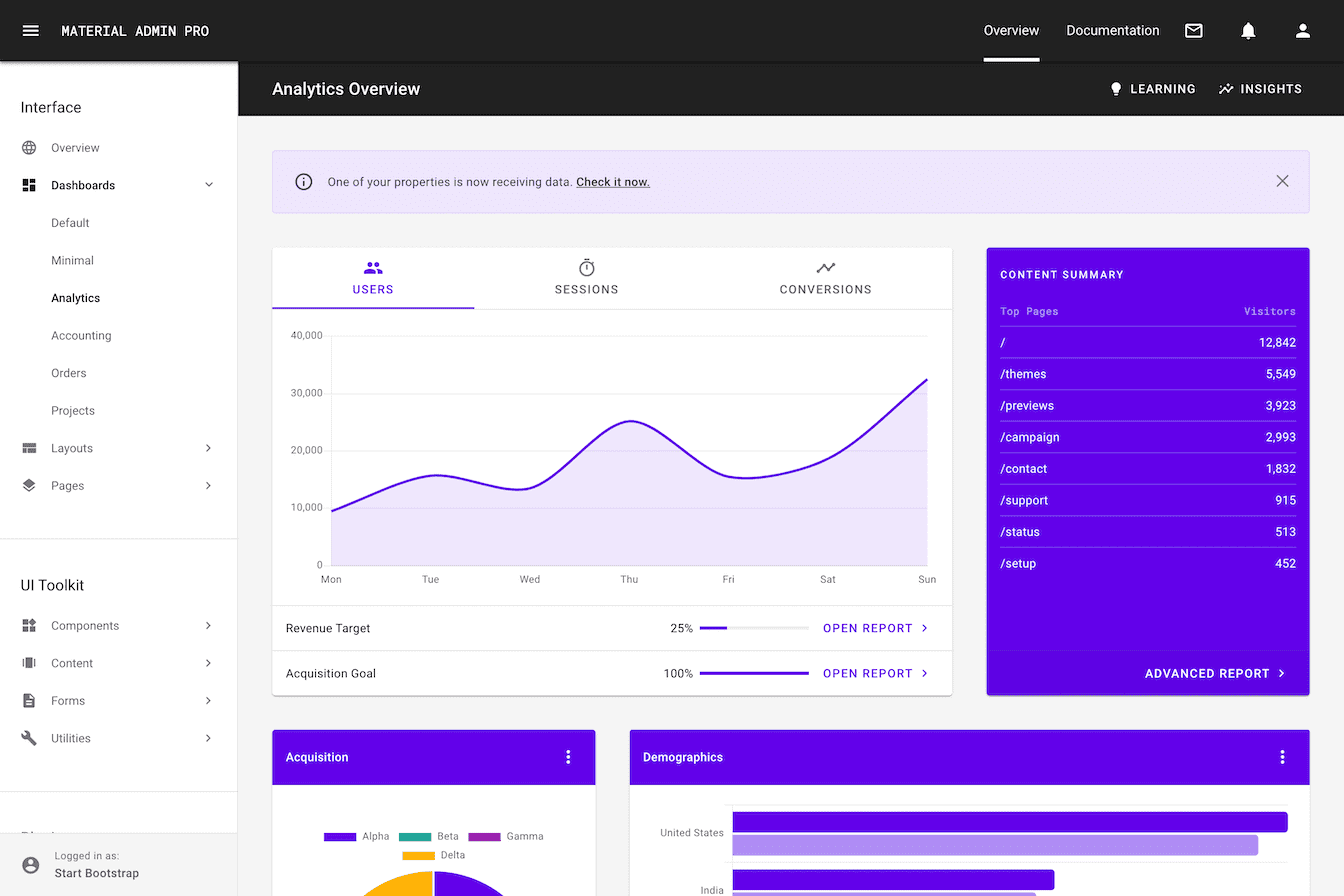 MATERIAL ADMIN PRO
Overview
Documentation
Interface
Overview
Dashboards
Default
Minimal
Analytics
Accounting
Orders
Projects
Layouts
Pages
UI Toolkit
Components
Content
Forms
Utilities
Logged in as:
Start Bootstrap
Analytics Overview
LEARNING
INSIGHTS
One of your properties is now receiving data. Check it now.
USERS
SESSIONS
CONVERSIONS
40,000
30,000
20,000
10,000
0
Mon Tue Wed Thu Fri Sat Sun
Revenue Target 25% OPEN REPORT
Acquisition Goal 100% OPEN REPORT
CONTENT SUMMARY
Top Pages Visitors
/ 12,842
/themes 5,549
/previews 3,923
/campaign 2,993
/contact 1,832
/support 915
/status 513
/setup 452
ADVANCED REPORT
Acquisition
Alpha Beta Gamma
Delta
Demographics
United States
India